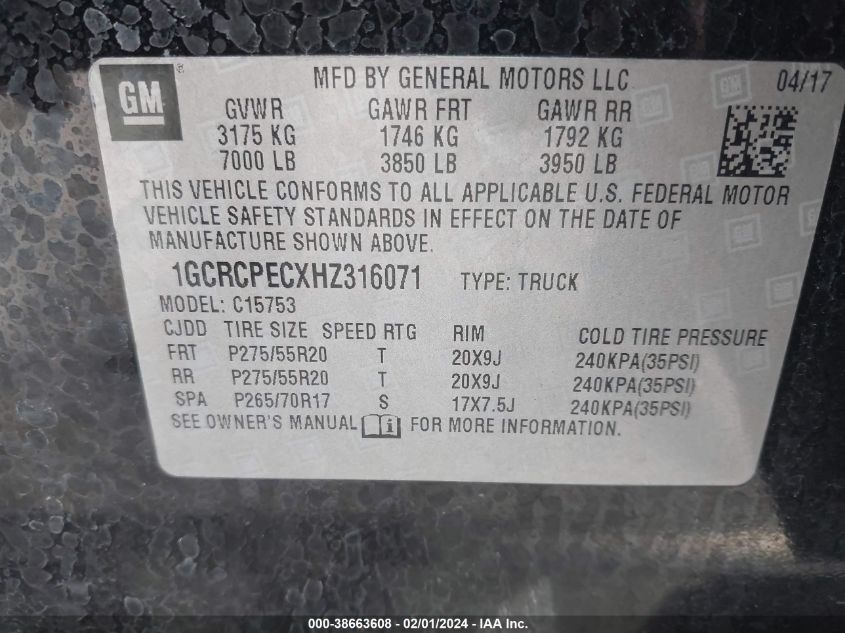 GM ® MFD BY GENERAL MOTORS LLC 04/17
GVWR GAWR FRT GAWR RR
3175 KG 1746 KG 1792 KG
7000 LB 3850 LB 3950 LB
THIS VEHICLE CONFORMS TO ALL APPLICABLE U.S. FEDERAL MOTOR
VEHICLE SAFETY STANDARDS IN EFFECT ON THE DATE OF
MANUFACTURE SHOWN ABOVE.
1GCRCPECXHZ316071 TYPE: TRUCK
MODEL: C15753
CJDD TIRE SIZE SPEED RTG RIM COLD TIRE PRESSURE
FRT P275/55R20 T 20X9J 240KPA(35PSI)
RR P275/55R20 T 20X9J 240KPA(35PSI)
SPA P265/70R17 S 17X7.5J 240KPA(35PSI)
SEE OWNER'S MANUAL i FOR MORE INFORMATION.
000-38663608 - 02/01/2024 - IAA Inc.